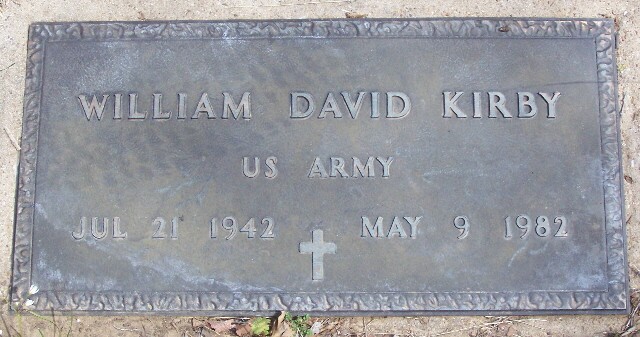 WILLIAM DAVID KIRBY
US ARMY
JUL 21 1942 MAY 9 1982